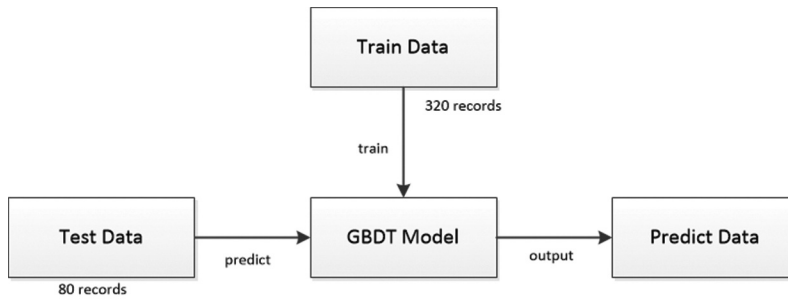 Train Data
320 records
train
Test Data
GBDT Model
Predict Data
predict
output
80 records